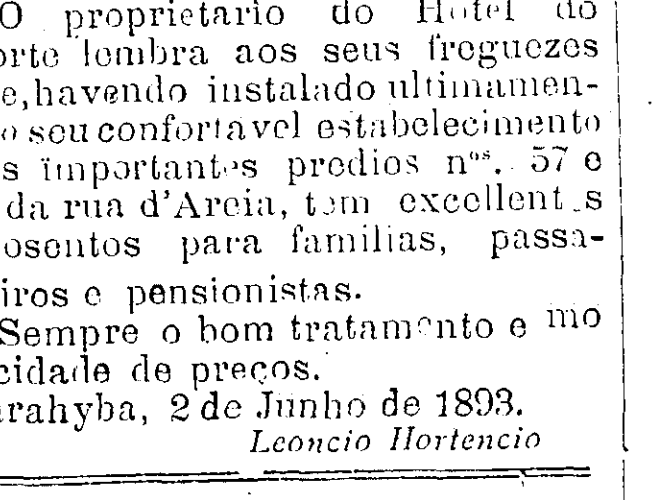 O proprietario do Hotel do
orte lembra aos seus freguezes
e, havendo instalado ultimamen-
o seu confortavel estabelecimento
s importantes predios nos. 57 e
da rua d'Areia, tem excellentes
osentos para familias, passa-
iros e pensionistas.
Sempre o bom tratamento e mo
cidade de preços.
arahyba, 2 de Junho de 1893.
Leoncio Hortencio